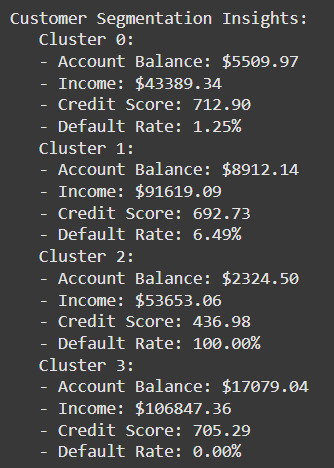 Customer Segmentation Insights:
Cluster 0:
- Account Balance: $5509.97
- Income: $43389.34
- Credit Score: 712.90
- Default Rate: 1.25%
Cluster 1:
- Account Balance: $8912.14
- Income: $91619.09
- Credit Score: 692.73
- Default Rate: 6.49%
Cluster 2:
- Account Balance: $2324.50
- Income: $53653.06
- Credit Score: 436.98
- Default Rate: 100.00%
Cluster 3:
- Account Balance: $17079.04
- Income: $106847.36
- Credit Score: 705.29
- Default Rate: 0.00%